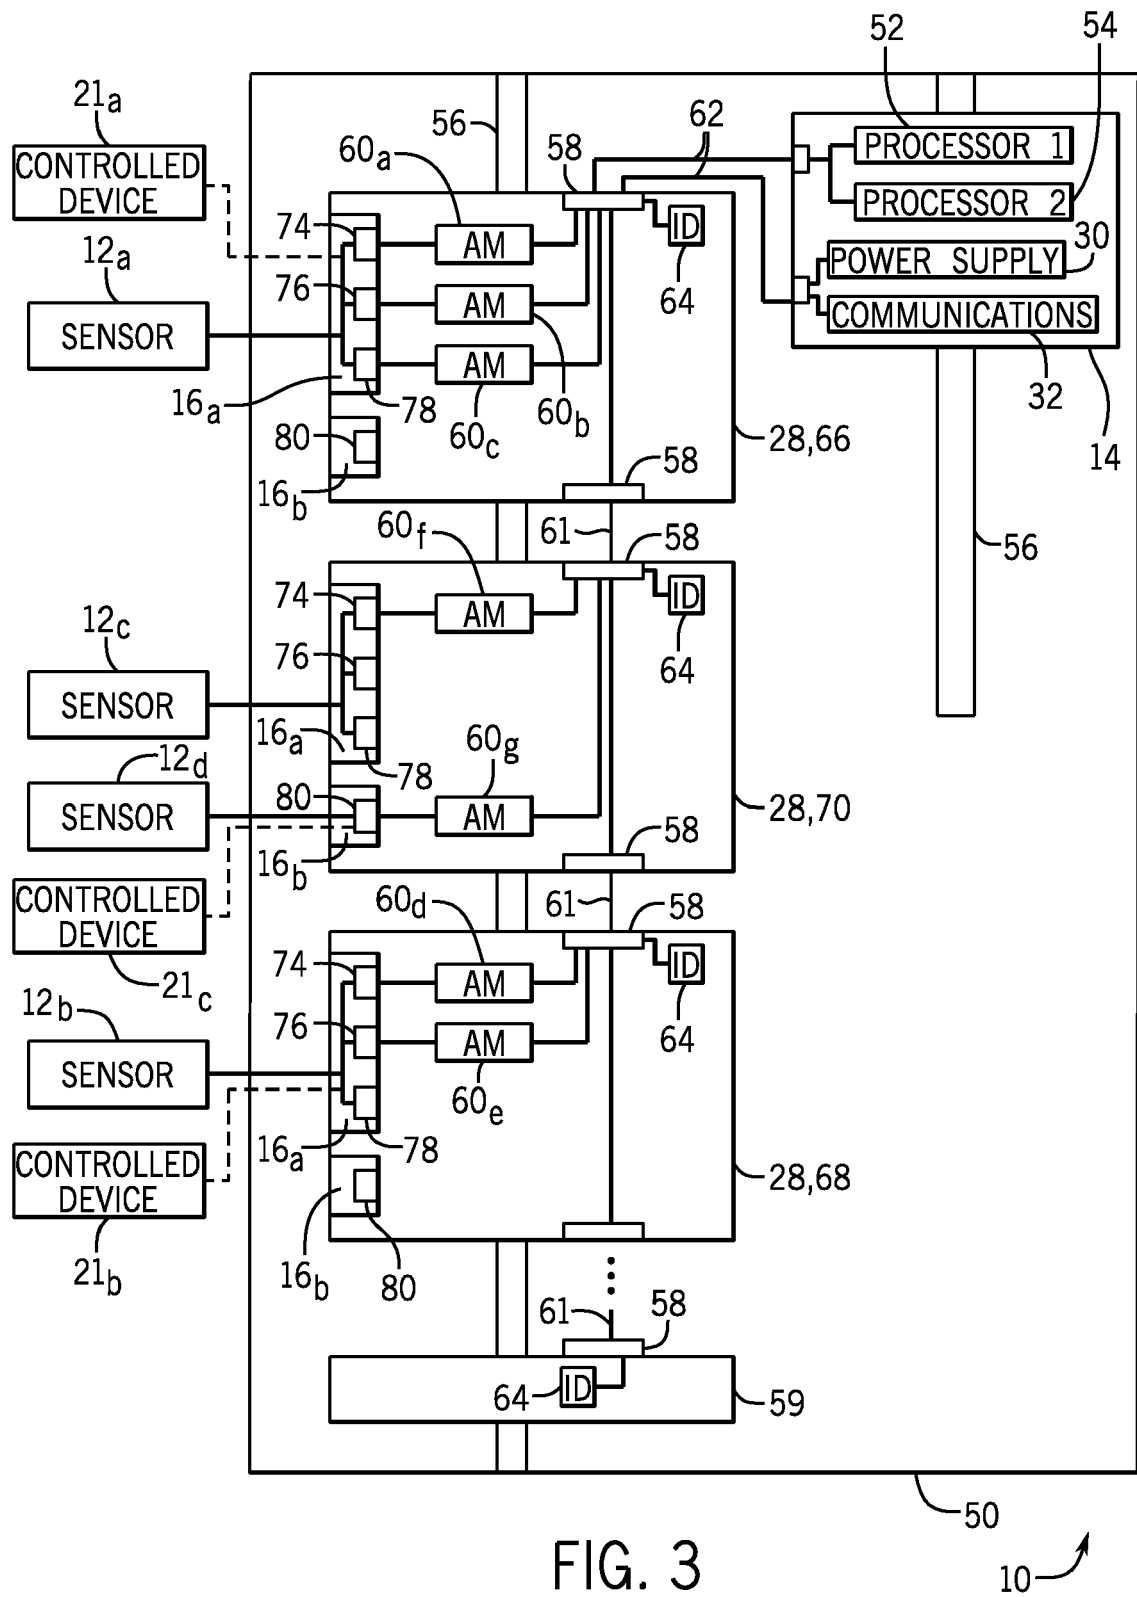 52
54
21a
56
60a
58
62
CONTROLLED
DEVICE
PROCESSOR 1
PROCESSOR 2
74
AM
ID
30
12a
POWER SUPPLY
76
AM
64
SENSOR
COMMUNICATIONS
AM
16a
78
60c
60b
32
80
28,66
14
16b
58
60f
61
58
56
74
AM
ID
12c
76
64
SENSOR
16a
60g
12d
78
80
28,70
SENSOR
AM
58
16b
CONTROLLED
DEVICE
60d
61
58
74
AM
ID
21c
12b
76
AM
64
SENSOR
60e
16a
78
CONTROLLED
DEVICE
28,68
21b
16b
80
61
58
64
ID
59
50
FIG. 3
10